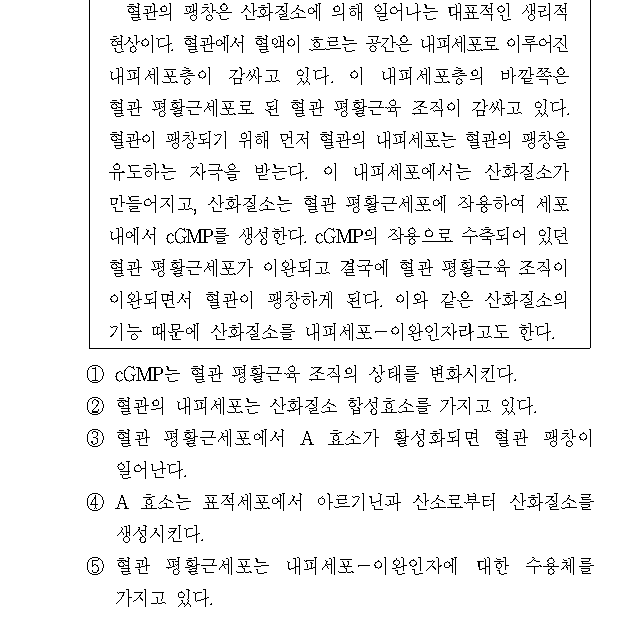 혈관의 팽창은 산화질소에 의해 일어나는 대표적인 생리적
현상이다. 혈관에서 혈액이 흐르는 공간은 내피세포로 이루어진
내피세포층이 감싸고 있다. 이 내피세포층의 바깥쪽은
혈관 평활근세포로 된 혈관 평활근육 조직이 감싸고 있다.
혈관이 팽창되기 위해 먼저 혈관의 내피세포는 혈관의 팽창을
유도하는 자극을 받는다. 이 내피세포에서는 산화질소가
만들어지고, 산화질소는 혈관 평활근세포에 작용하여 세포
내에서 cGMP를 생성한다. cGMP의 작용으로 수축되어 있던
혈관 평활근세포가 이완되고 결국에 혈관 평활근육 조직이
이완되면서 혈관이 팽창하게 된다. 이와 같은 산화질소의
기능 때문에 산화질소를 내피세포-이완인자라고도 한다.
① cGMP는 혈관 평활근육 조직의 상태를 변화시킨다.
② 혈관의 내피세포는 산화질소 합성효소를 가지고 있다.
③ 혈관 평활근세포에서 A 효소가 활성화되면 혈관 팽창이
일어난다.
④ A 효소는 표적세포에서 아르기닌과 산소로부터 산화질소를
생성시킨다.
⑤ 혈관 평활근세포는 내피세포-이완인자에 대한 수용체를
가지고 있다.